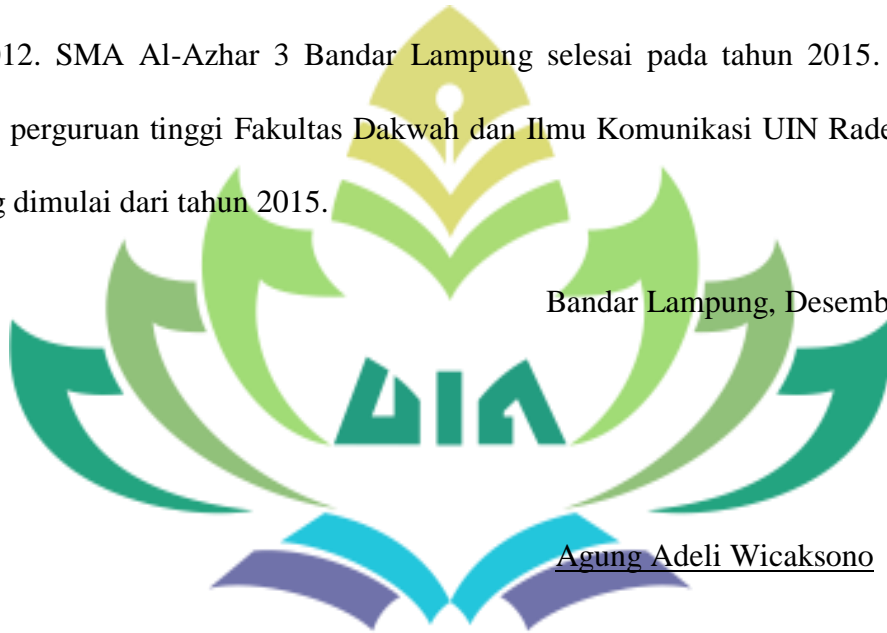 012. SMA Al-Azhar 3 Bandar Lampung selesai pada tahun 2015.
perguruan tinggi Fakultas Dakwah dan Ilmu Komunikasi UIN Rade
g dimulai dari tahun 2015.
Bandar Lampung, Desemb
UIN
Agung Adeli Wicaksono